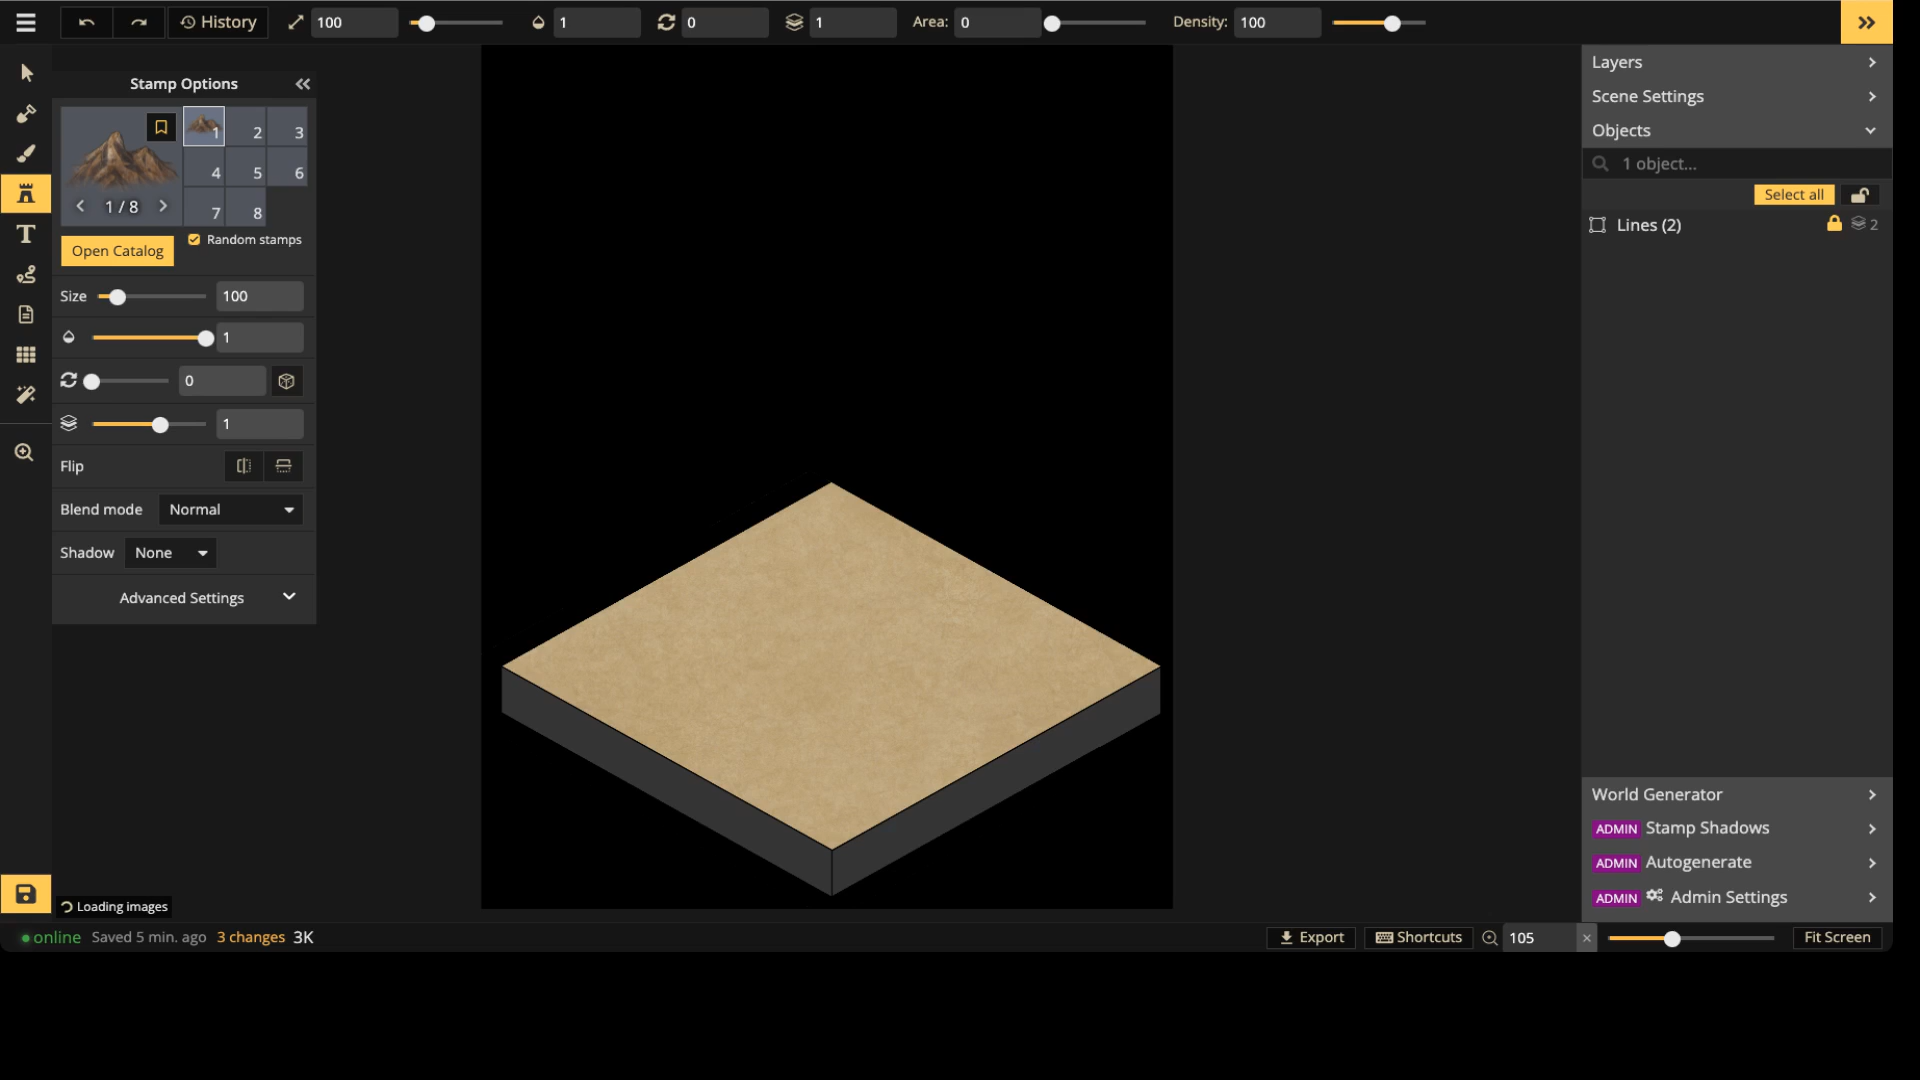 History 100 1 0 1 Area: 0 Density: 100
Stamp Options
1 2 3
4 5 6
1 / 8
7 8
Open Catalog
Random stamps
Size 100
1
0
1
Flip
Blend mode Normal
Shadow None
Advanced Settings
Layers
Scene Settings
Objects
1 object...
Select all
Lines (2) 2
World Generator
ADMIN Stamp Shadows
ADMIN Autogenerate
ADMIN Admin Settings
Loading images
online Saved 5 min. ago 3 changes 3K
Export Shortcuts 105 × Fit Screen